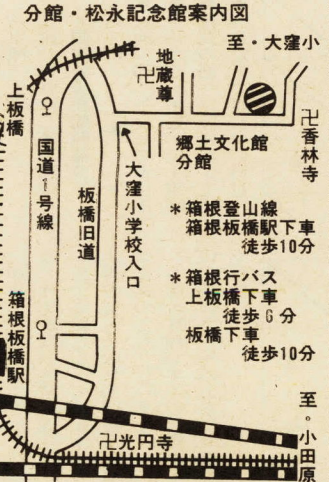 分館・松永記念館案内図
至・大窪小
地蔵尊
上板橋
卍
卍香林寺
郷土文化館
分館
国道1号線
板橋旧道
大窪小学校入口
＊箱根登山線
箱根板橋駅下車
徒歩10分
＊箱根行バス
上板橋下車
徒歩6分
板橋下車
徒歩10分
箱根板橋駅
卍光円寺
至・小田原